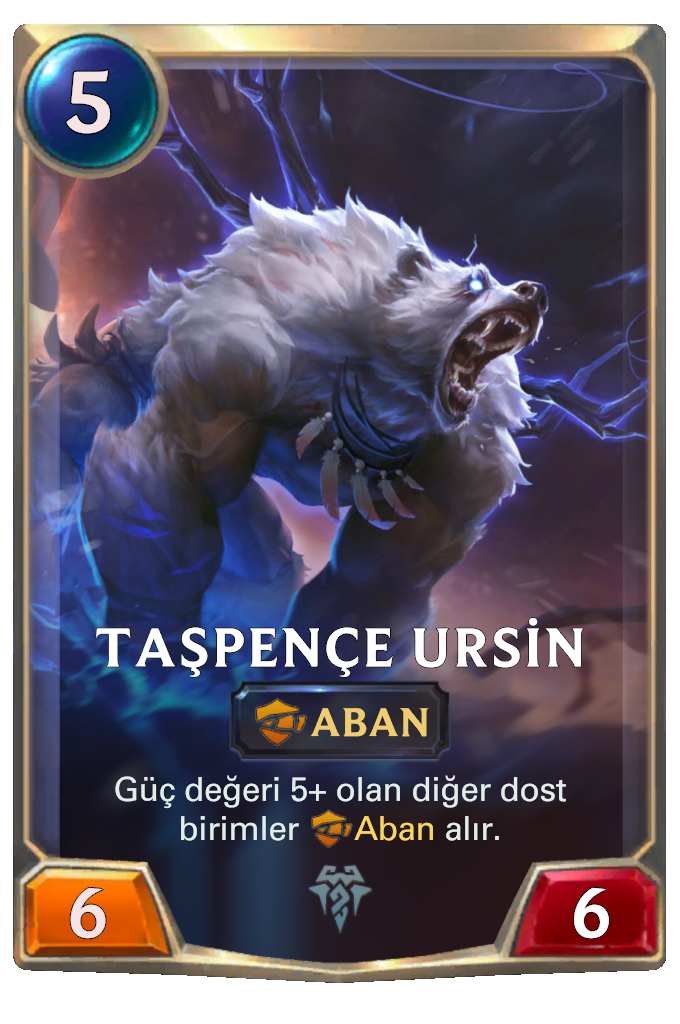 5
TAŞPENÇE URSİN
ABAN
Güç değeri 5+ olan diğer dost
birimler Aban alır.
6
6